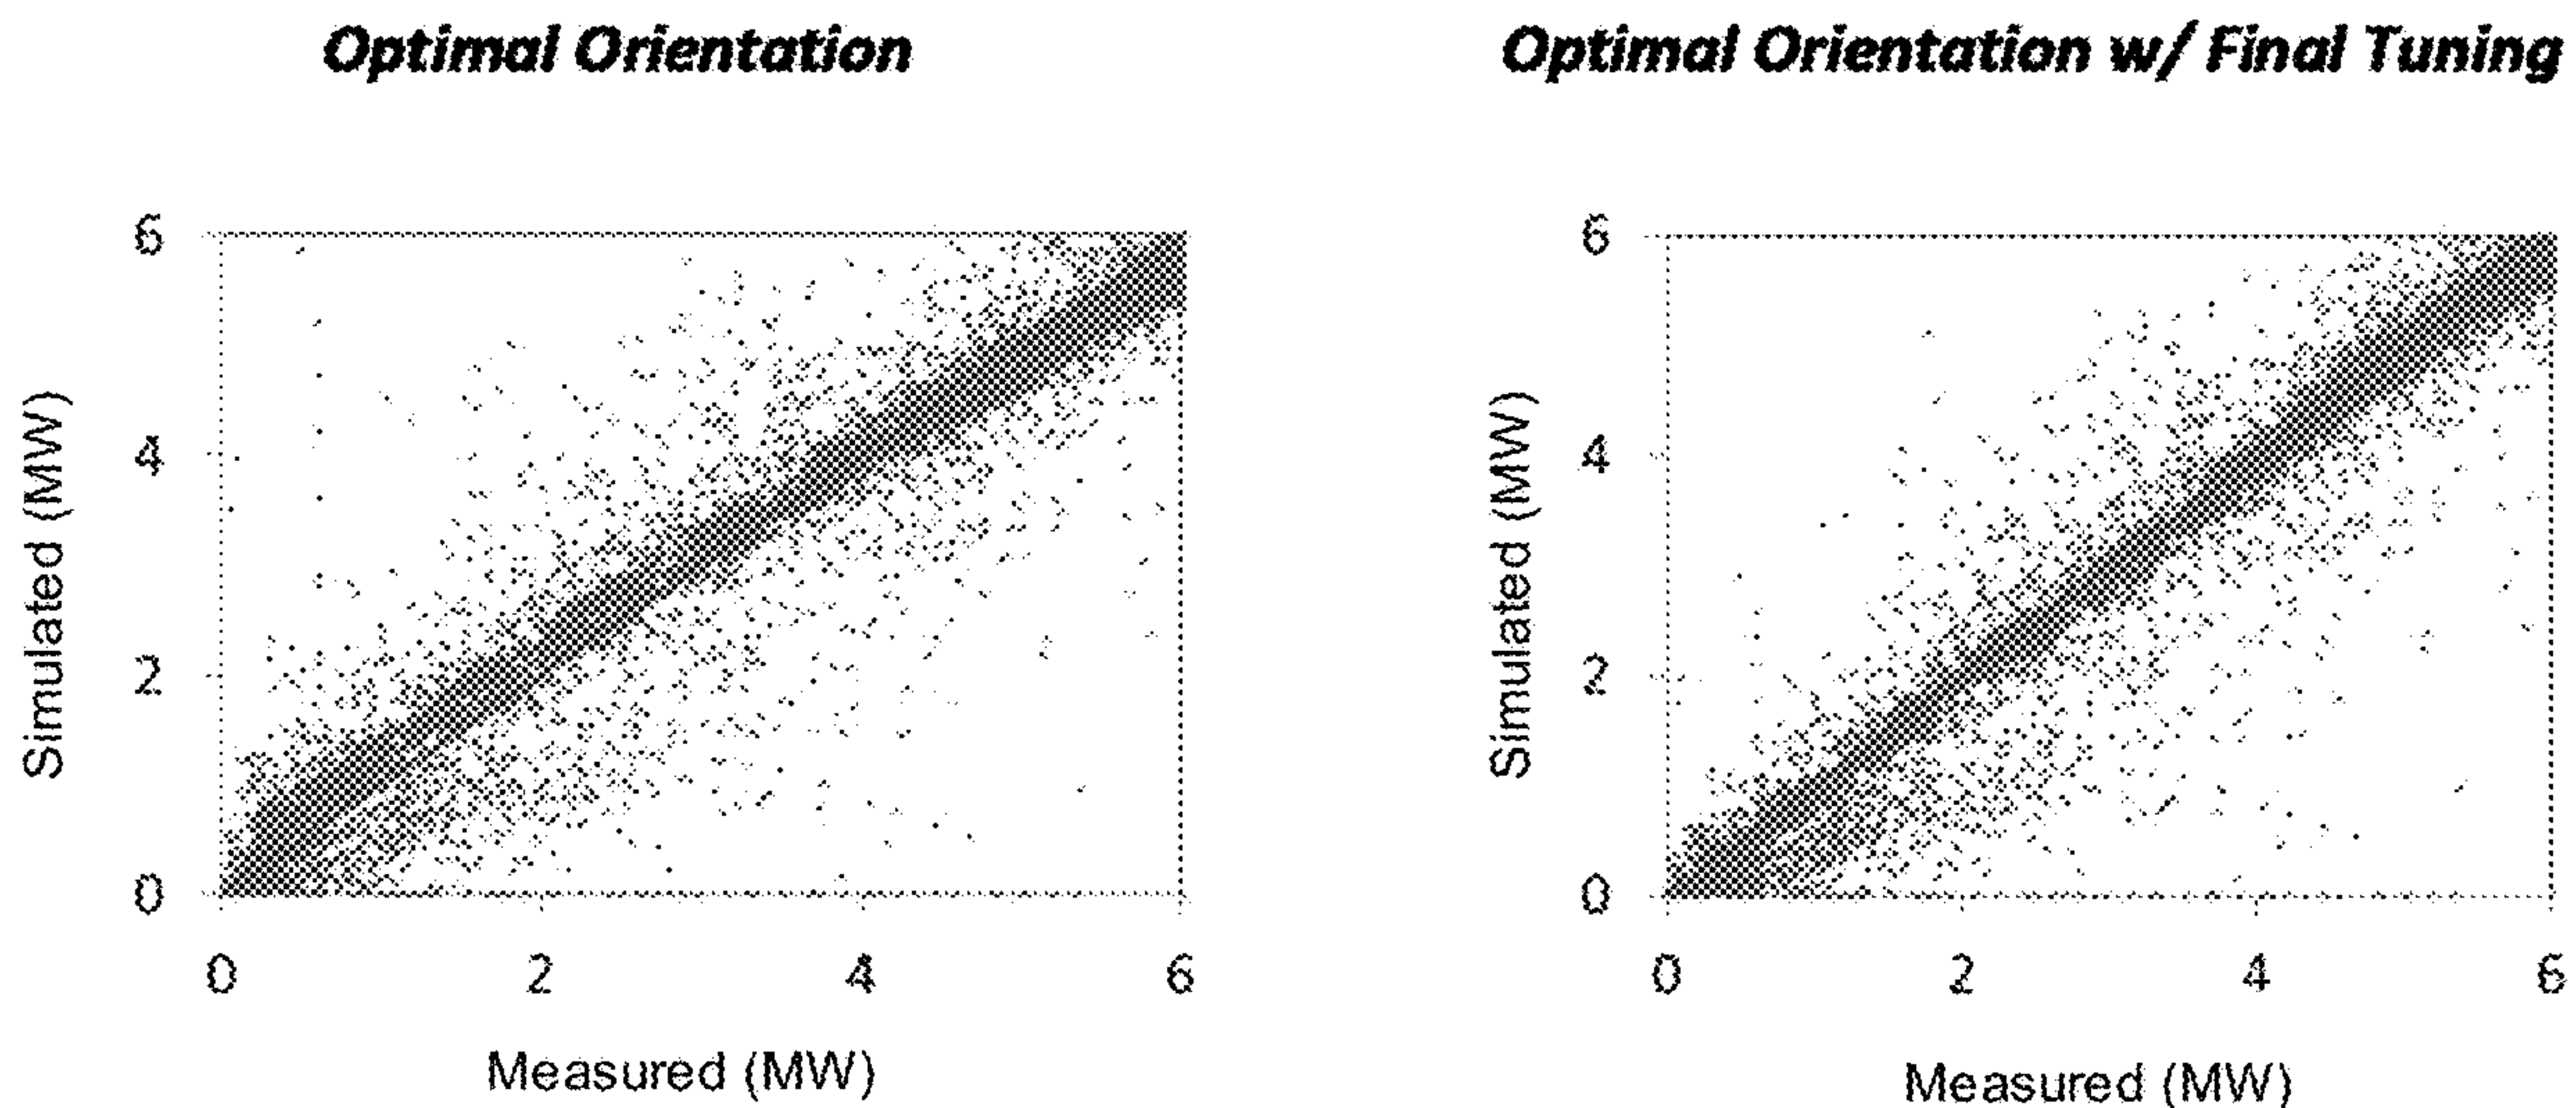 Optimal Orientation
6
4
2
0
Simulated (MW)
0 2 4 6
Measured (MW)
Optimal Orientation w/ Final Tuning
6
4
2
0
Simulated (MW)
0 2 4 6
Measured (MW)